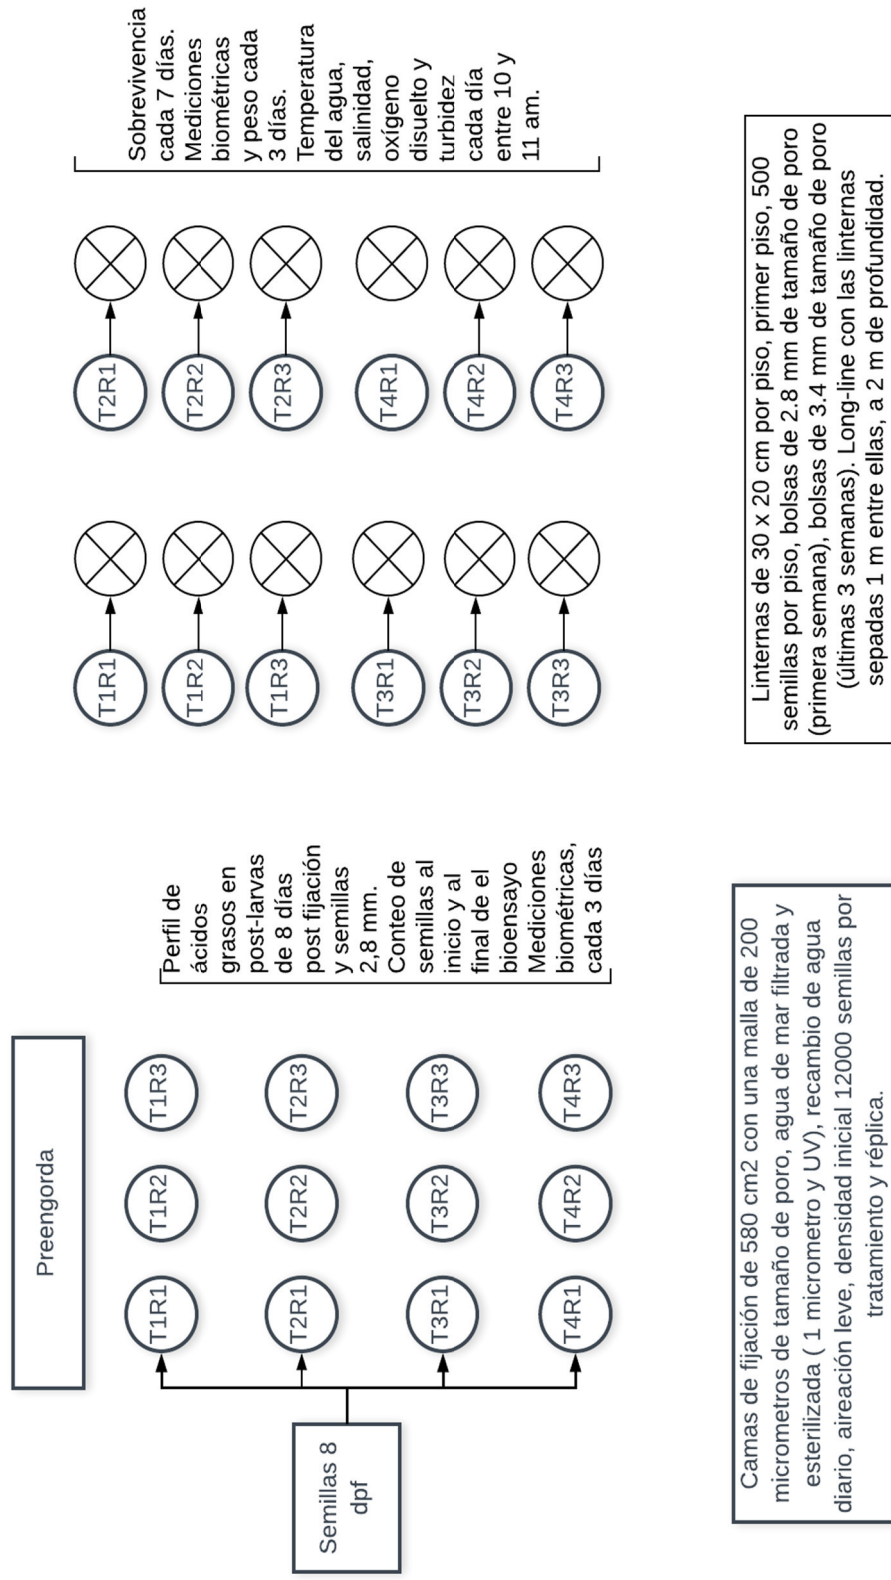 Preengorda
Semillas 8
dpf
T1R1
T1R2
T1R3
T2R1
T2R2
T2R3
T3R1
T3R2
T3R3
T4R1
T4R2
T4R3
Perfil de
ácidos
grasos en
post-larvas
de 8 días
post fijación
y semillas
2,8 mm.
Conteo de
semillas al
inicio y al
final de el
bioensayo
Mediciones
biométricas,
cada 3 días
Camas de fijación de 580 cm2 con una malla de 200
micrometros de tamaño de poro, agua de mar filtrada y
esterilizada ( 1 micrometro y UV), recambio de agua
diario, aireación leve, densidad inicial 12000 semillas por
tratamiento y réplica.
T1R1
T1R2
T1R3
T3R1
T3R2
T3R3
T2R1
T2R2
T2R3
T4R1
T4R2
T4R3
Sobrevivencia
cada 7 días.
Mediciones
biométricas
y peso cada
3 días.
Temperatura
del agua,
salinidad,
oxígeno
disuelto y
turbidez
cada día
entre 10 y
11 am.
Linternas de 30 x 20 cm por piso, primer piso, 500
semillas por piso, bolsas de 2.8 mm de tamaño de poro
(primera semana), bolsas de 3.4 mm de tamaño de poro
(últimas 3 semanas). Long-line con las linternas
sepadas 1 m entre ellas, a 2 m de profundidad.